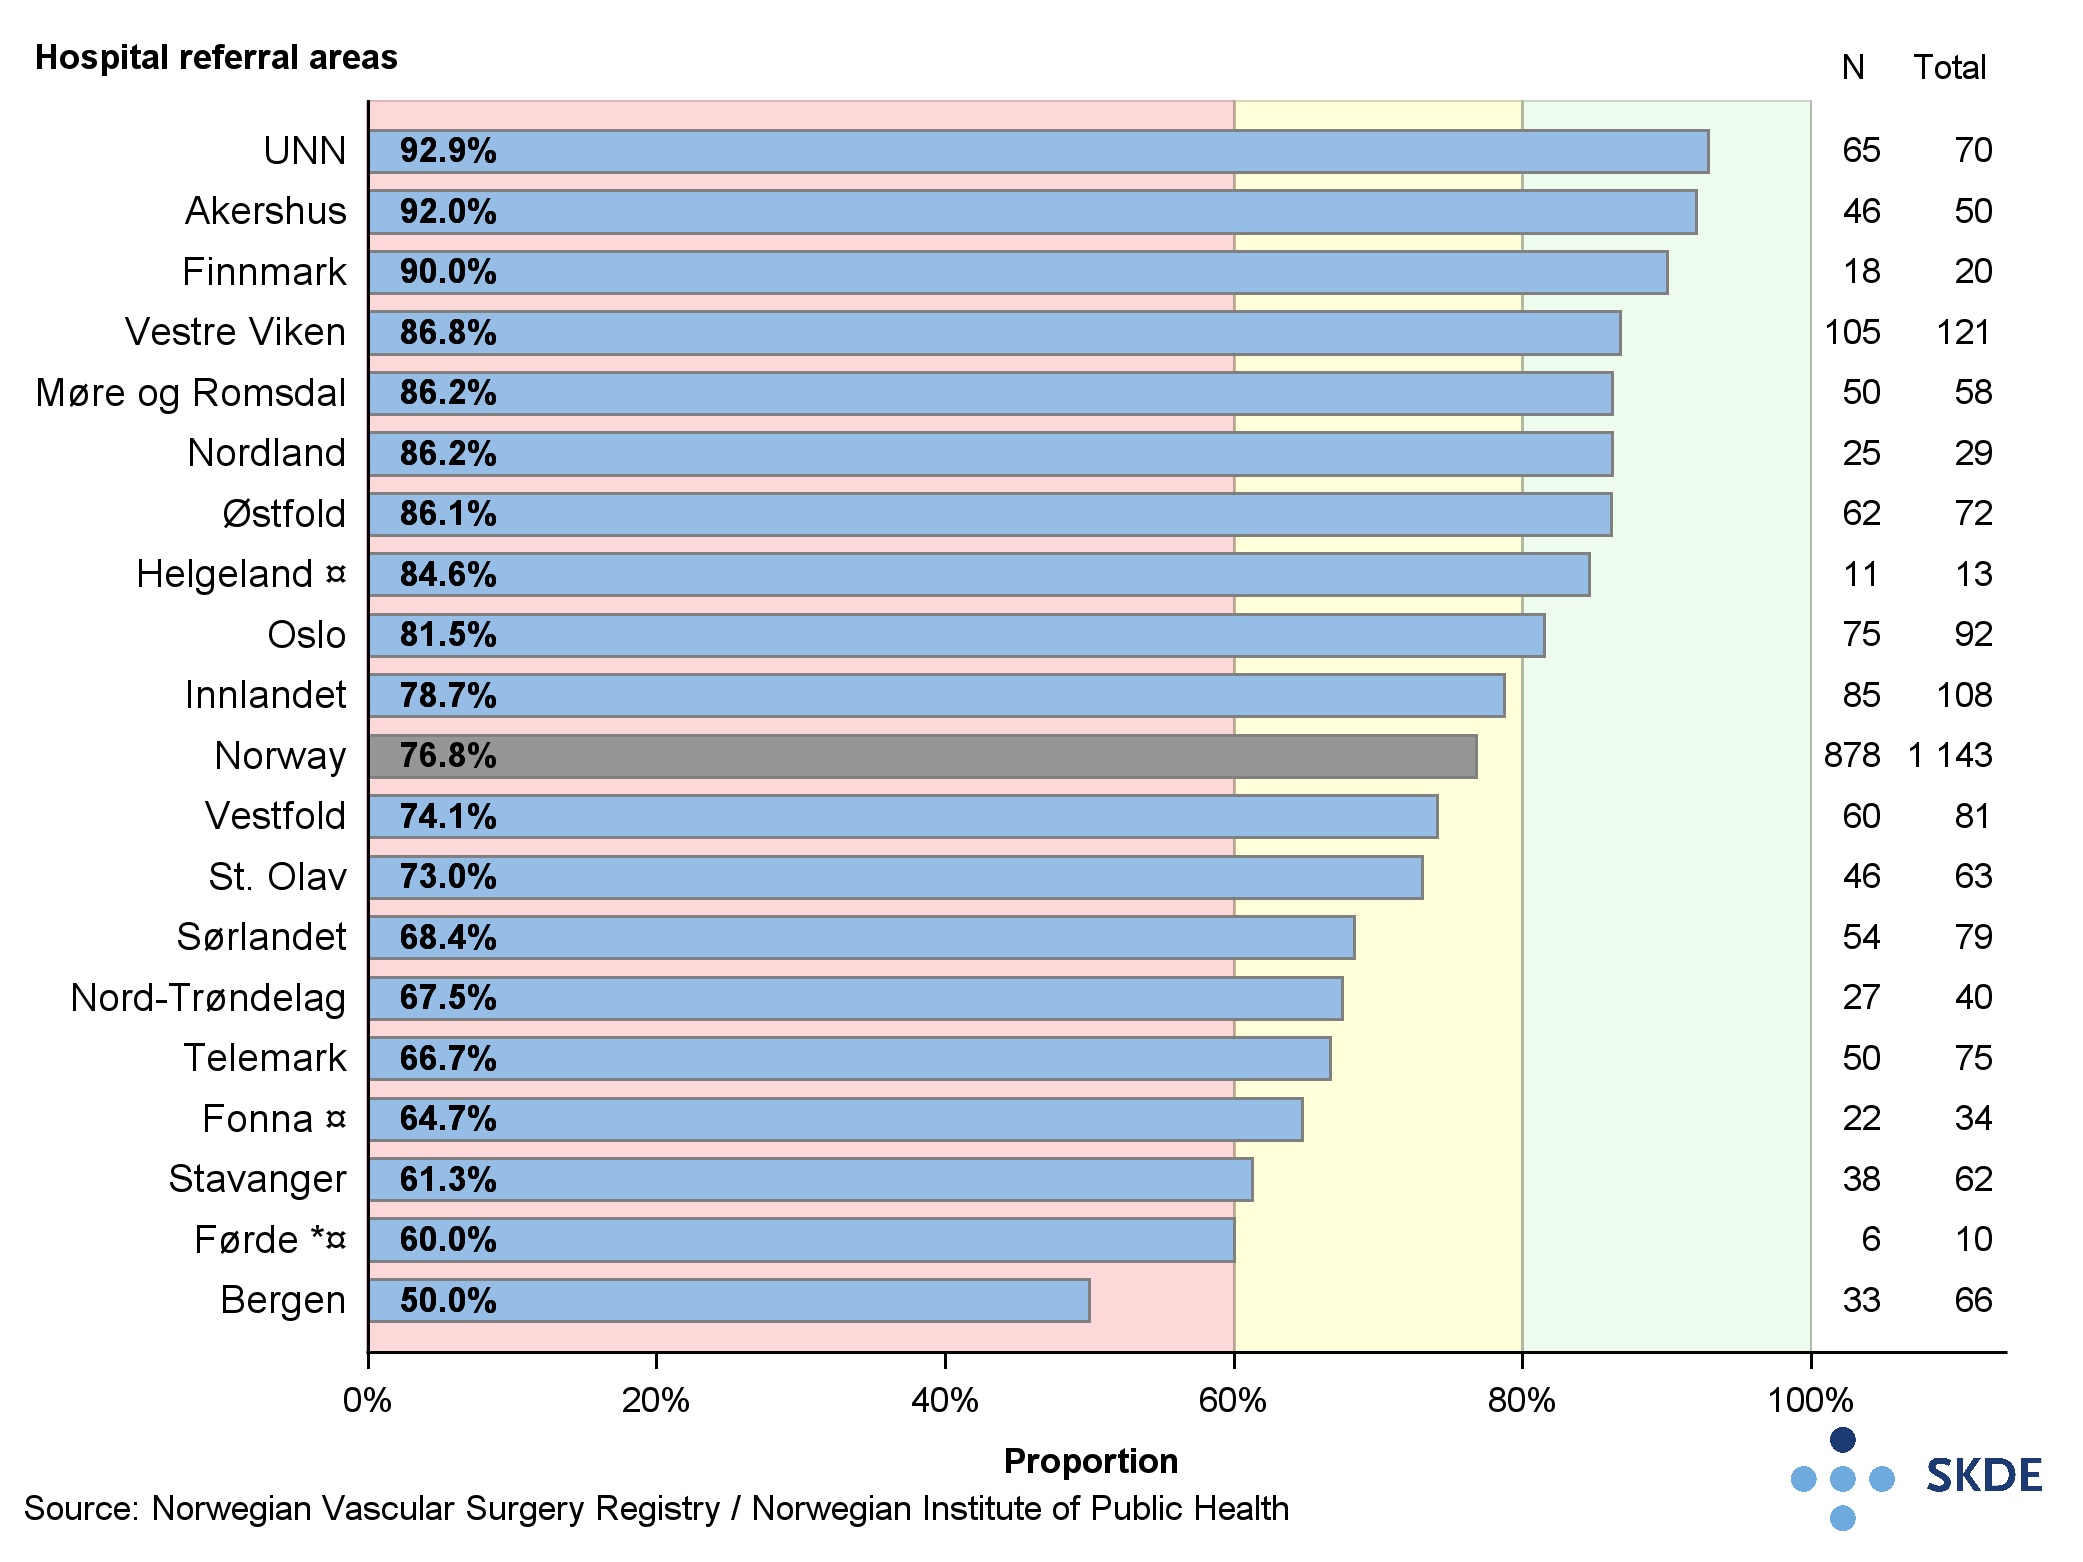 Hospital referral areas N Total
UNN 92.9% 65 70
Akershus 92.0% 46 50
Finnmark 90.0% 18 20
Vestre Viken 86.8% 105 121
Møre og Romsdal 86.2% 50 58
Nordland 86.2% 25 29
Østfold 86.1% 62 72
Helgeland ¤ 84.6% 11 13
Oslo 81.5% 75 92
Innlandet 78.7% 85 108
Norway 76.8% 878 1 143
Vestfold 74.1% 60 81
St. Olav 73.0% 46 63
Sørlandet 68.4% 54 79
Nord-Trøndelag 67.5% 27 40
Telemark 66.7% 50 75
Fonna ¤ 64.7% 22 34
Stavanger 61.3% 38 62
Førde *¤ 60.0% 6 10
Bergen 50.0% 33 66
0% 20% 40% 60% 80% 100%
Proportion
SKDE
Source: Norwegian Vascular Surgery Registry / Norwegian Institute of Public Health